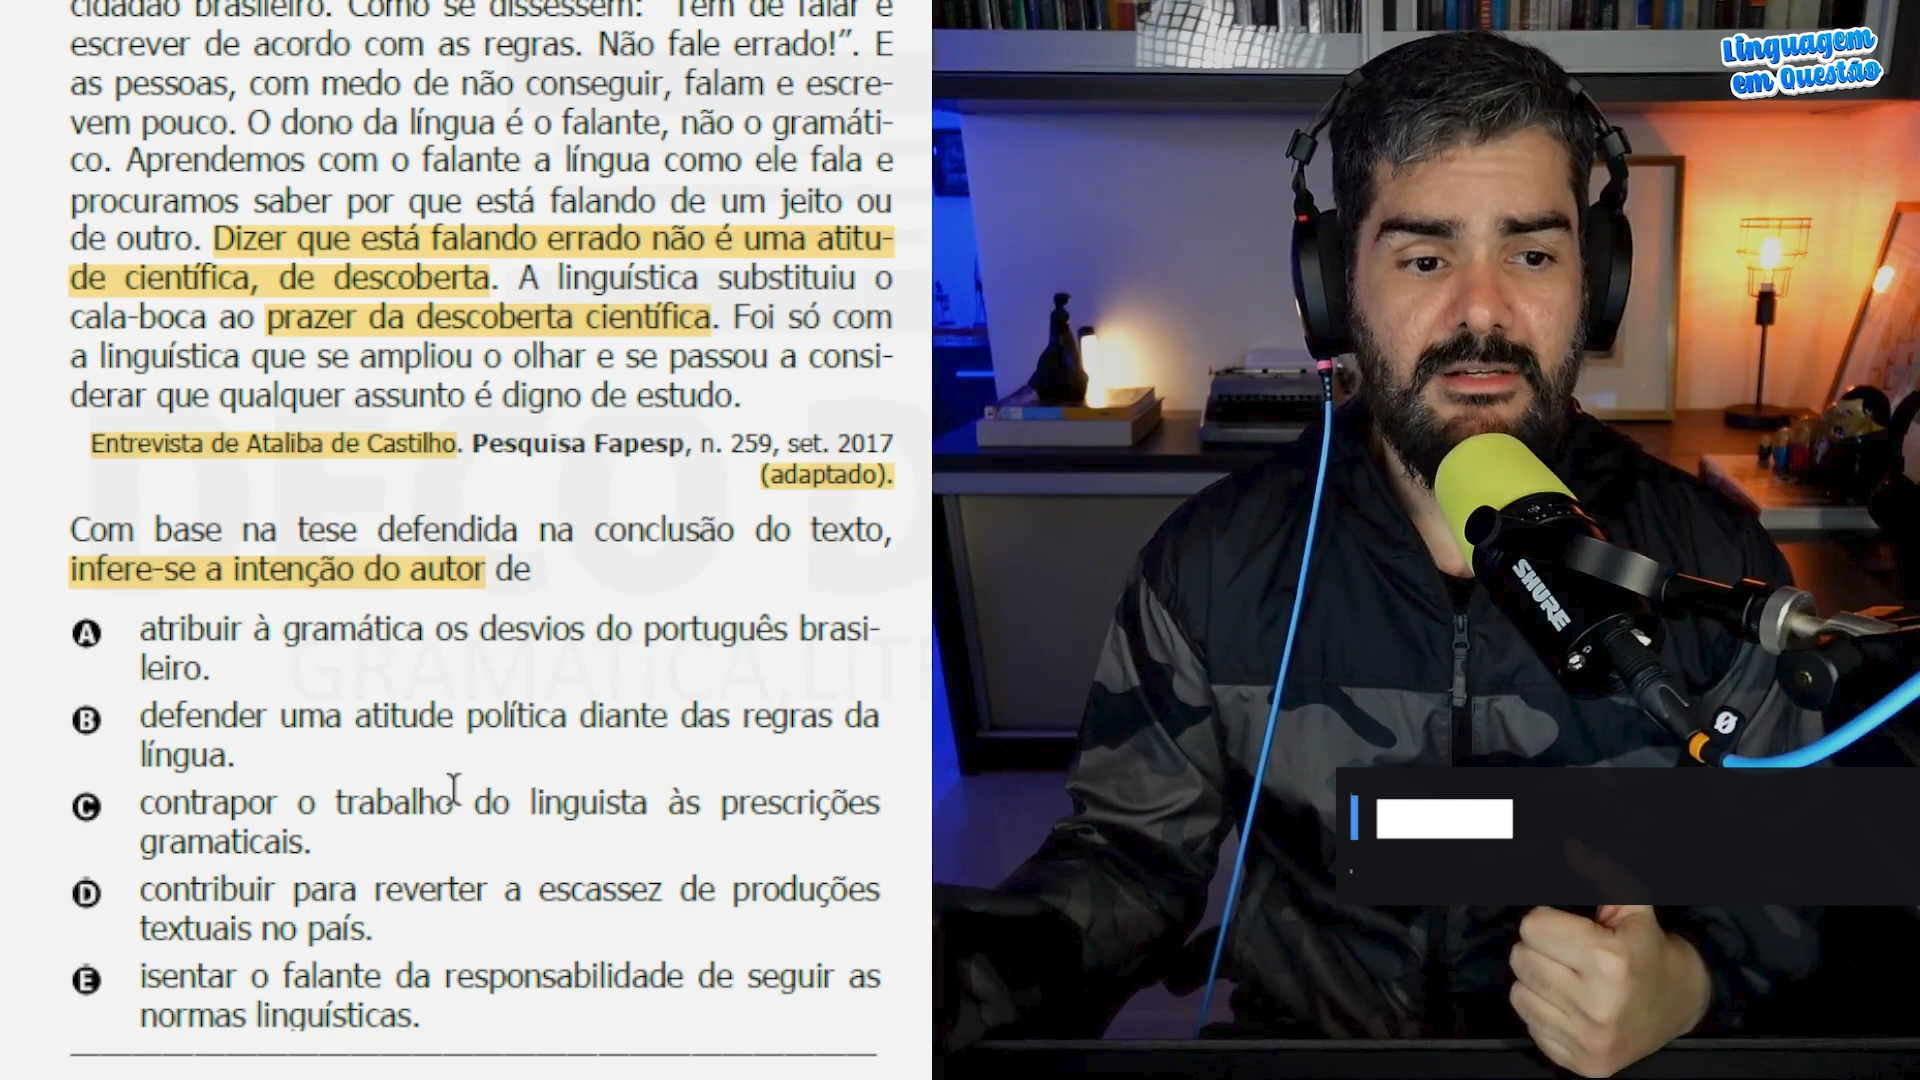 cidadão brasileiro. Como se dissessem: “Tem de falar e
escrever de acordo com as regras. Não fale errado!”. E
as pessoas, com medo de não conseguir, falam e escre-
vem pouco. O dono da língua é o falante, não o gramáti-
co. Aprendemos com o falante a língua como ele fala e
procuramos saber por que está falando de um jeito ou
de outro. Dizer que está falando errado não é uma atitu-
de científica, de descoberta. A linguística substituiu o
cala-boca ao prazer da descoberta científica. Foi só com
a linguística que se ampliou o olhar e se passou a consi-
derar que qualquer assunto é digno de estudo.
Entrevista de Ataliba de Castilho. Pesquisa Fapesp, n. 259, set. 2017
(adaptado).
Com base na tese defendida na conclusão do texto,
infere-se a intenção do autor de
A atribuir à gramática os desvios do português brasi-
leiro.
B defender uma atitude política diante das regras da
língua.
C contrapor o trabalho do linguista às prescrições
gramaticais.
D contribuir para reverter a escassez de produções
textuais no país.
E isentar o falante da responsabilidade de seguir as
normas linguísticas.
Linguagem
em Questão
SHURE